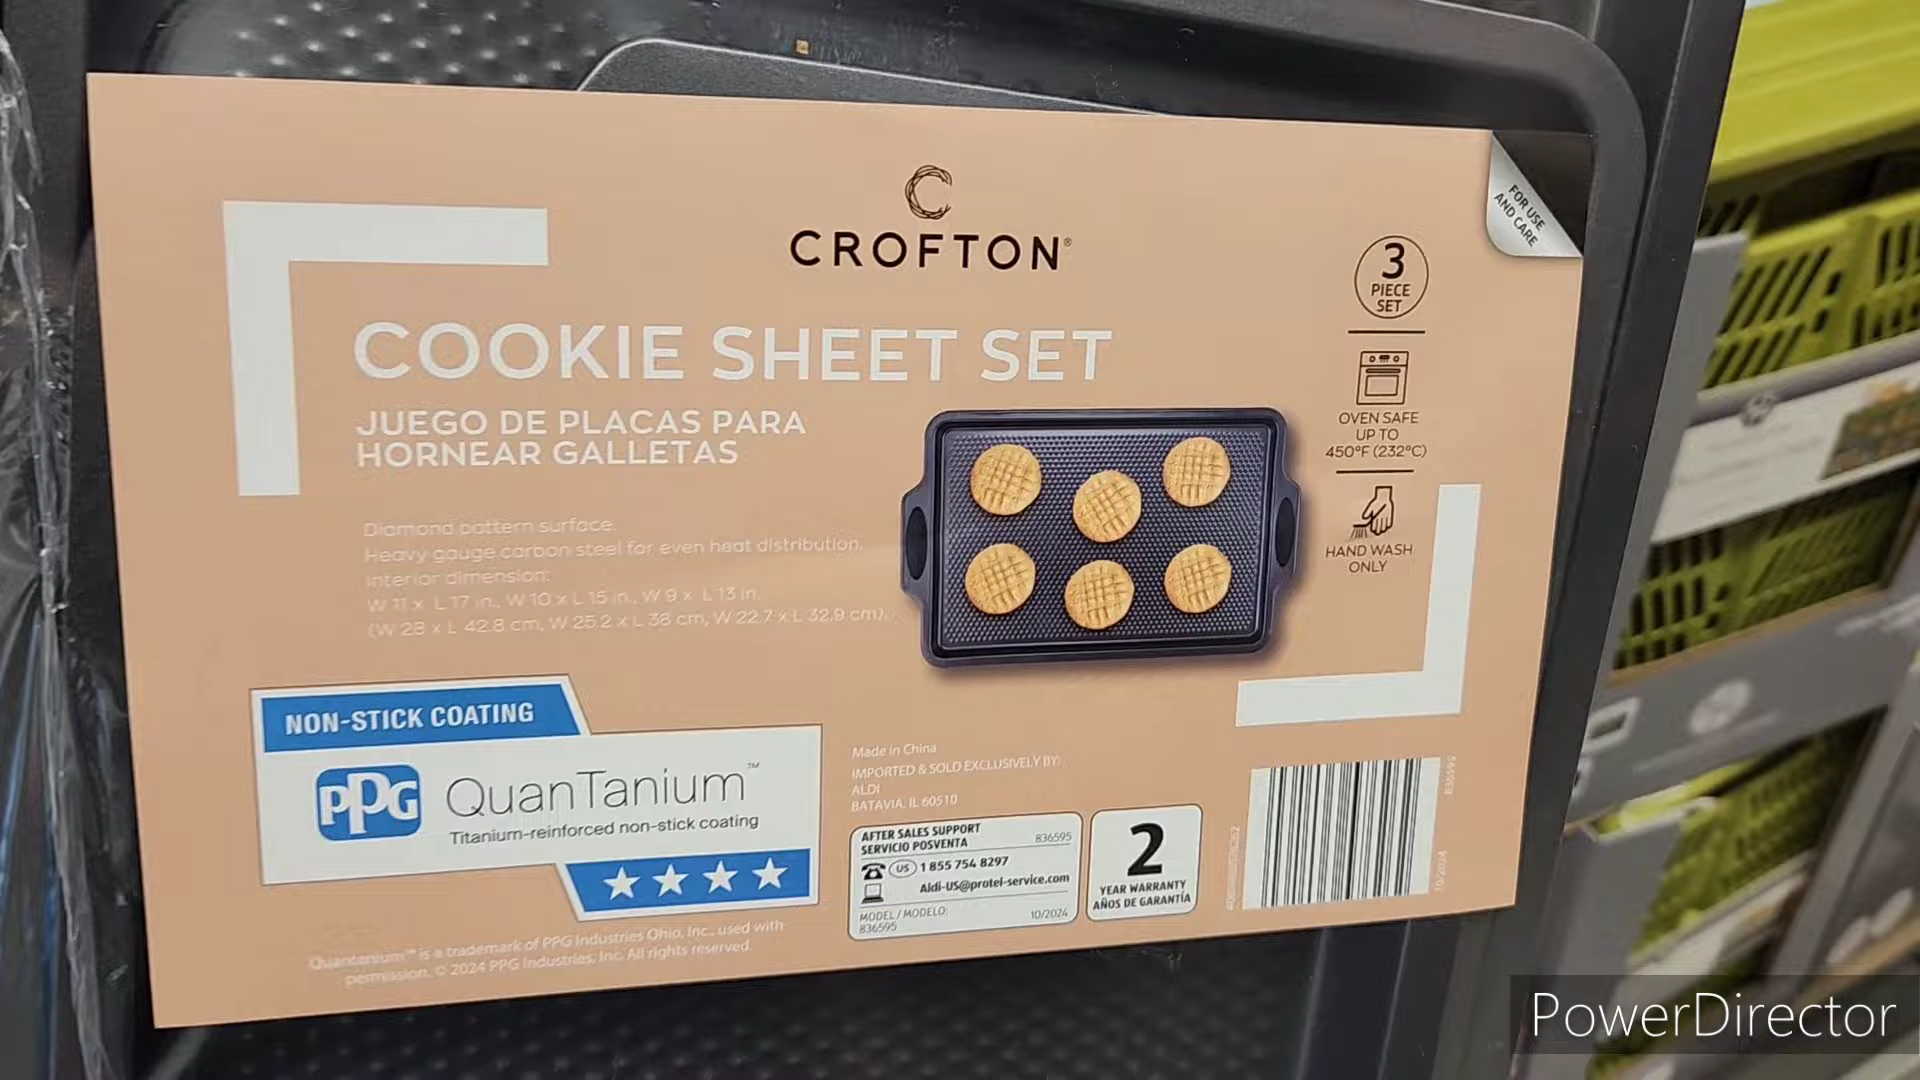 CROFTON®
COOKIE SHEET SET
JUEGO DE PLACAS PARA
HORNEAR GALLETAS
Diamond pattern surface.
Heavy gauge carbon steel for even heat distribution.
Interior dimension:
W 11 x L 17 in., W 10 x L 15 in., W 9 x L 13 in.
(W 28 x L 42.8 cm, W 25.2 x L 38 cm, W 22.7 x L 32.9 cm).
FOR USE
AND CARE
3
PIECE
SET
OVEN SAFE
UP TO
450°F (232°C)
HAND WASH
ONLY
NON-STICK COATING
PPG QuanTanium™
Titanium-reinforced non-stick coating
Quantanium™ is a trademark of PPG Industries Ohio, Inc., used with
permission. © 2024 PPG Industries, Inc. All rights reserved.
Made in China
IMPORTED & SOLD EXCLUSIVELY BY:
ALDI
BATAVIA, IL 60510
AFTER SALES SUPPORT
SERVICIO POSVENTA
836595
US 1 855 754 8297
Aldi-US@protel-service.com
MODEL / MODELO:
836595
10/2024
2
YEAR WARRANTY
AÑOS DE GARANTÍA
836595
10/2024
PowerDirector